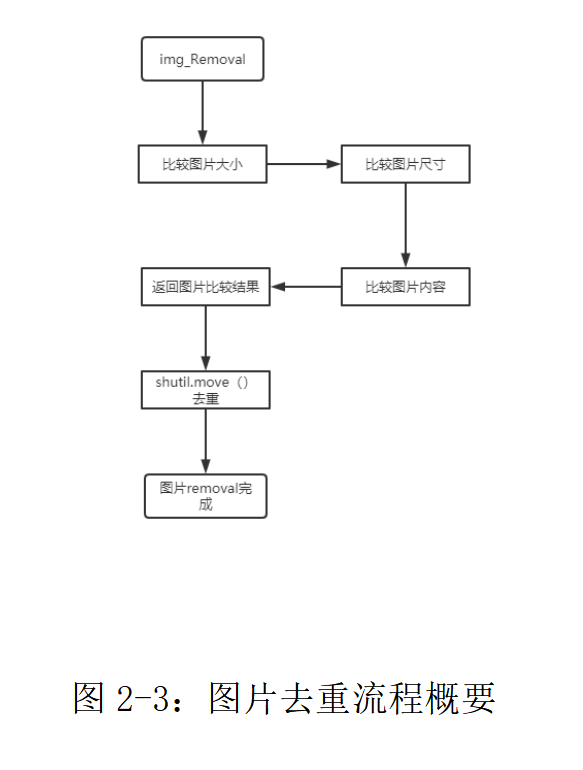 img_Removal
比较图片大小
比较图片尺寸
比较图片内容
返回图片比较结果
shutil.move（）
去重
图片removal完
成
图 2-3：图片去重流程概要